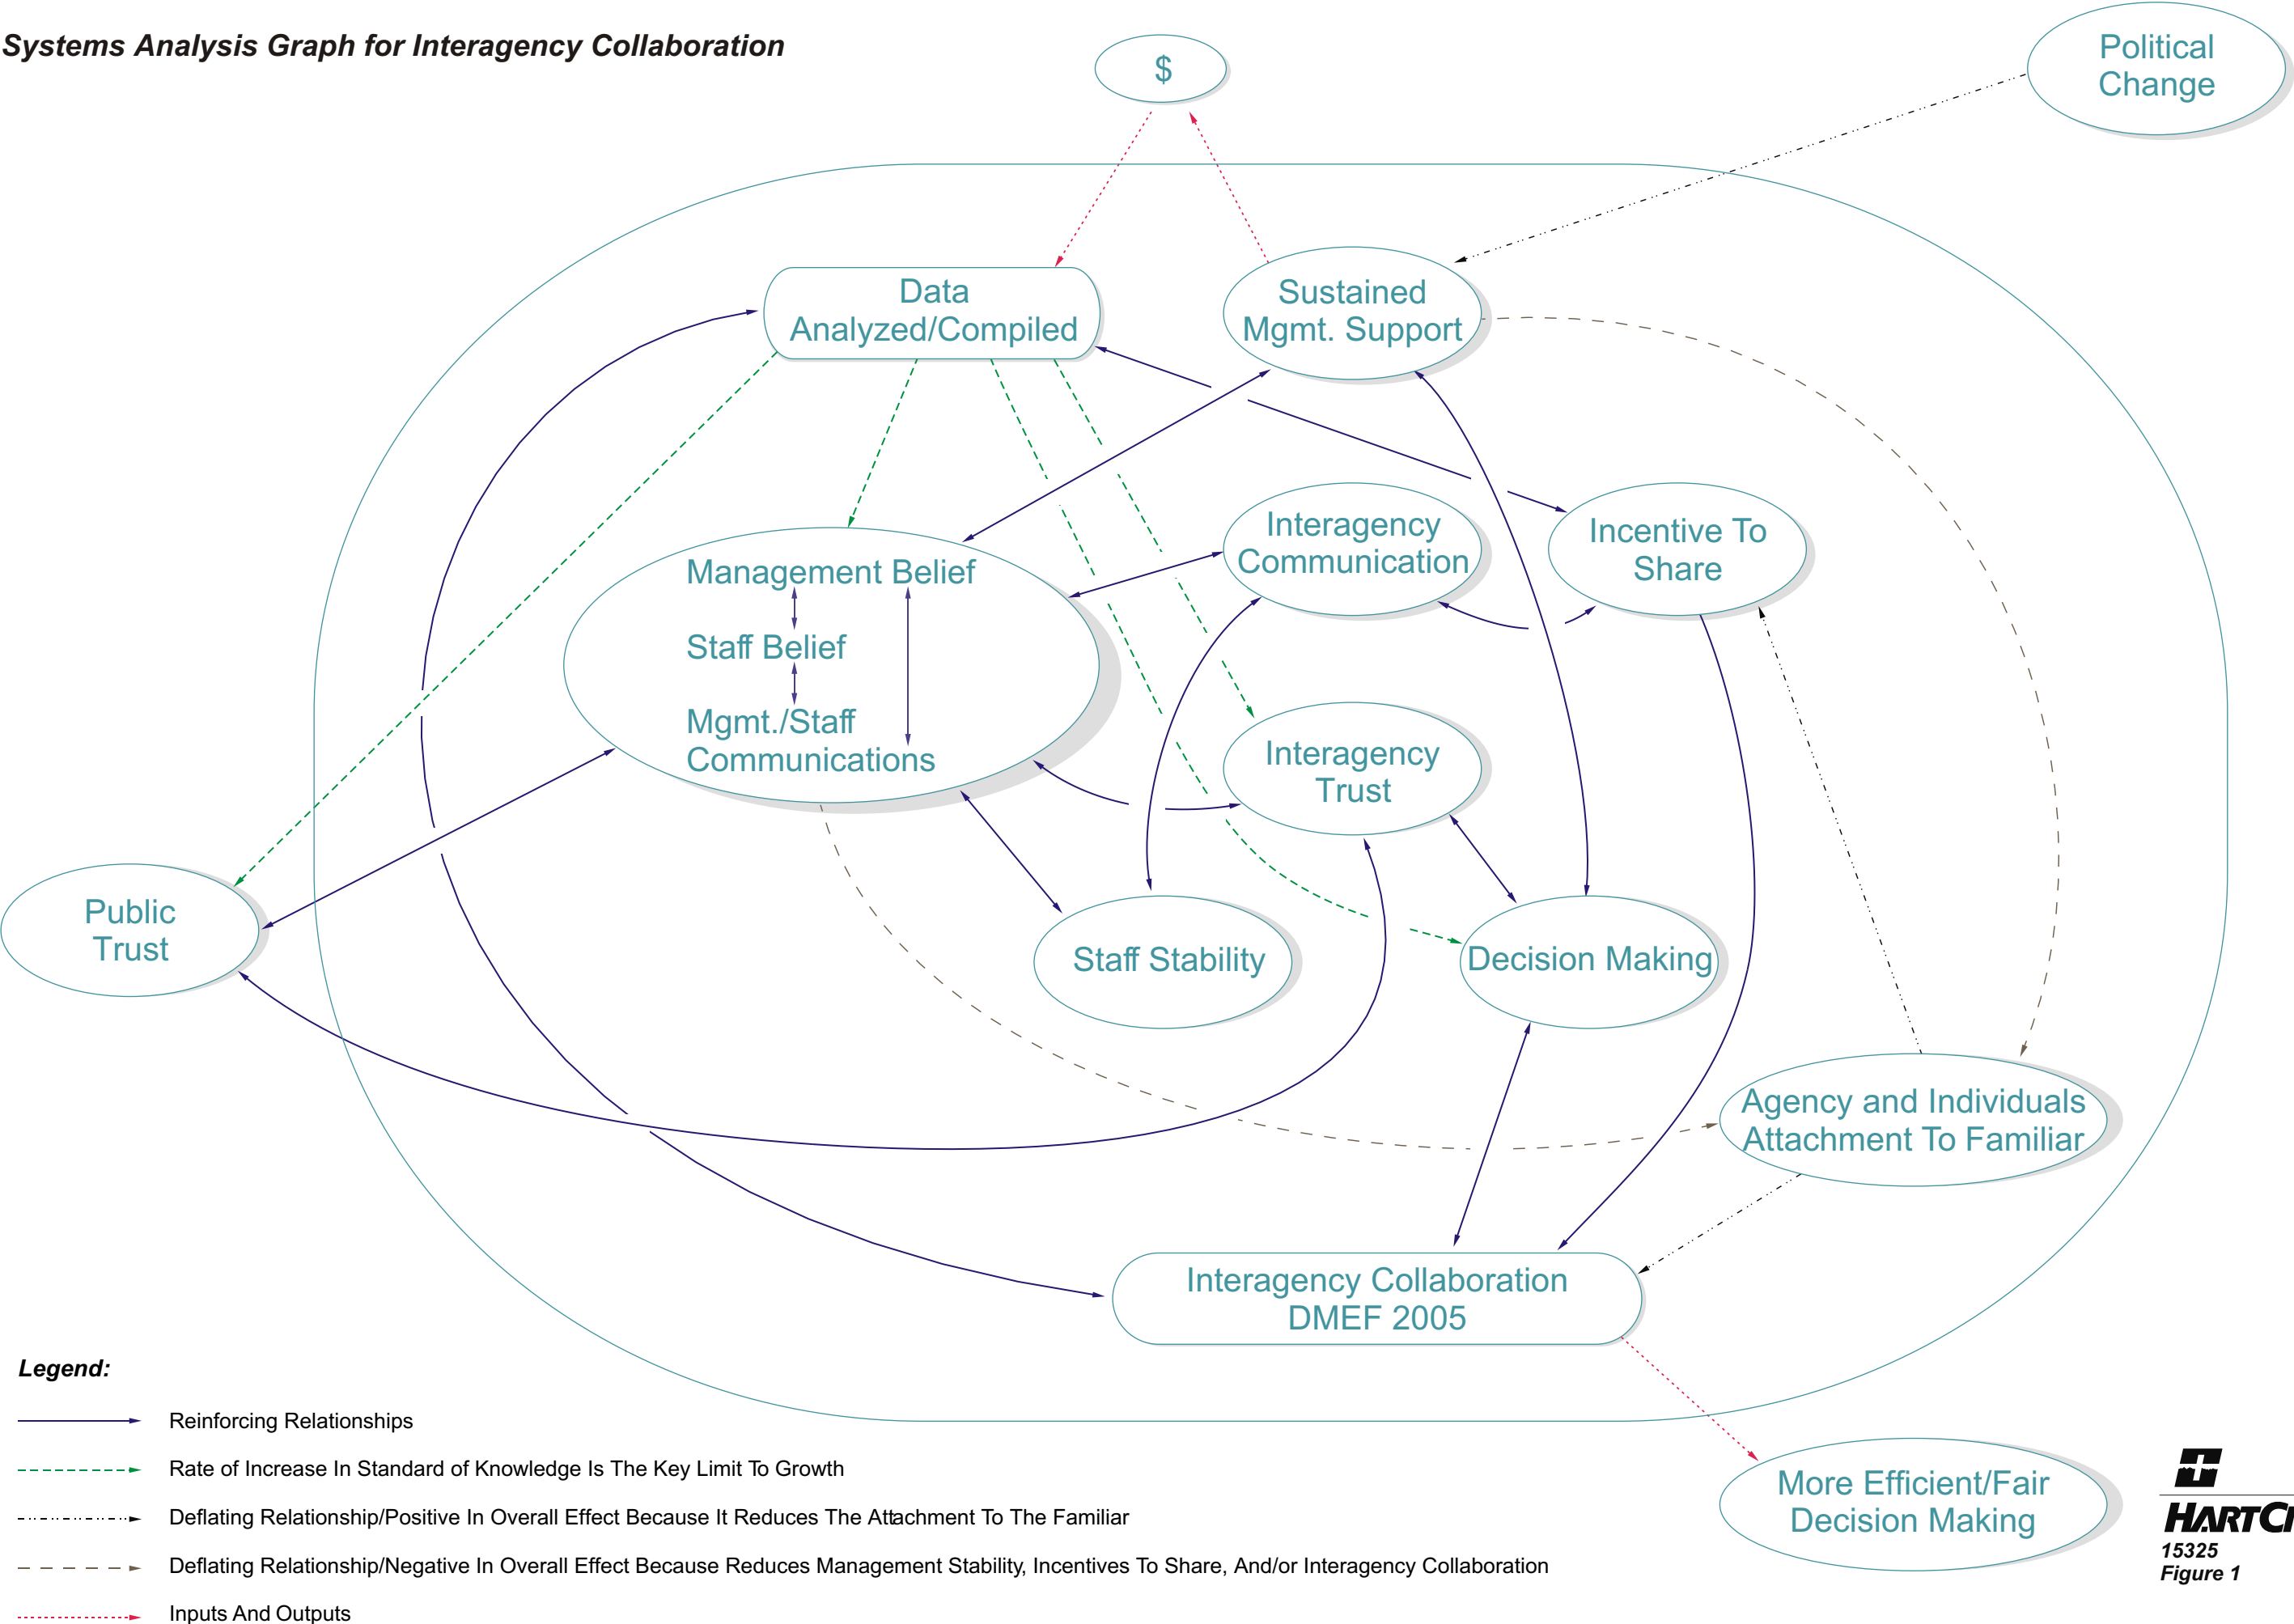 Systems Analysis Graph for Interagency Collaboration
$
Political
Change
Data
Analyzed/Compiled
Sustained
Mgmt. Support
Interagency
Communication
Incentive To
Share
Management Belief
Staff Belief
Mgmt./Staff
Communications
Interagency
Trust
Public
Trust
Staff Stability
Decision Making
Agency and Individuals
Attachment To Familiar
Interagency Collaboration
DMEF 2005
More Efficient/Fair
Decision Making
Legend:
Reinforcing Relationships
Rate of Increase In Standard of Knowledge Is The Key Limit To Growth
Deflating Relationship/Positive In Overall Effect Because It Reduces The Attachment To The Familiar
Deflating Relationship/Negative In Overall Effect Because Reduces Management Stability, Incentives To Share, And/or Interagency Collaboration
Inputs And Outputs
15325
Figure 1